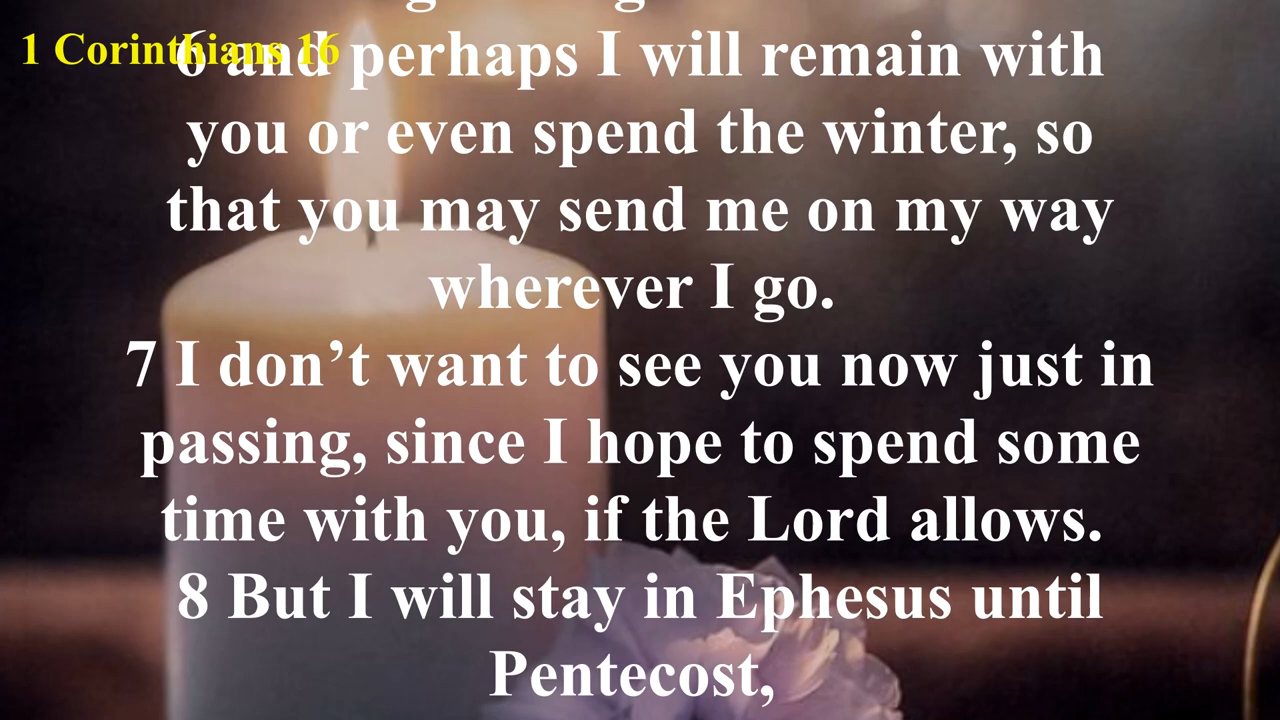 1 Corinthians 16
6 and perhaps I will remain with
you or even spend the winter, so
that you may send me on my way
wherever I go.
7 I don’t want to see you now just in
passing, since I hope to spend some
time with you, if the Lord allows.
8 But I will stay in Ephesus until
Pentecost,